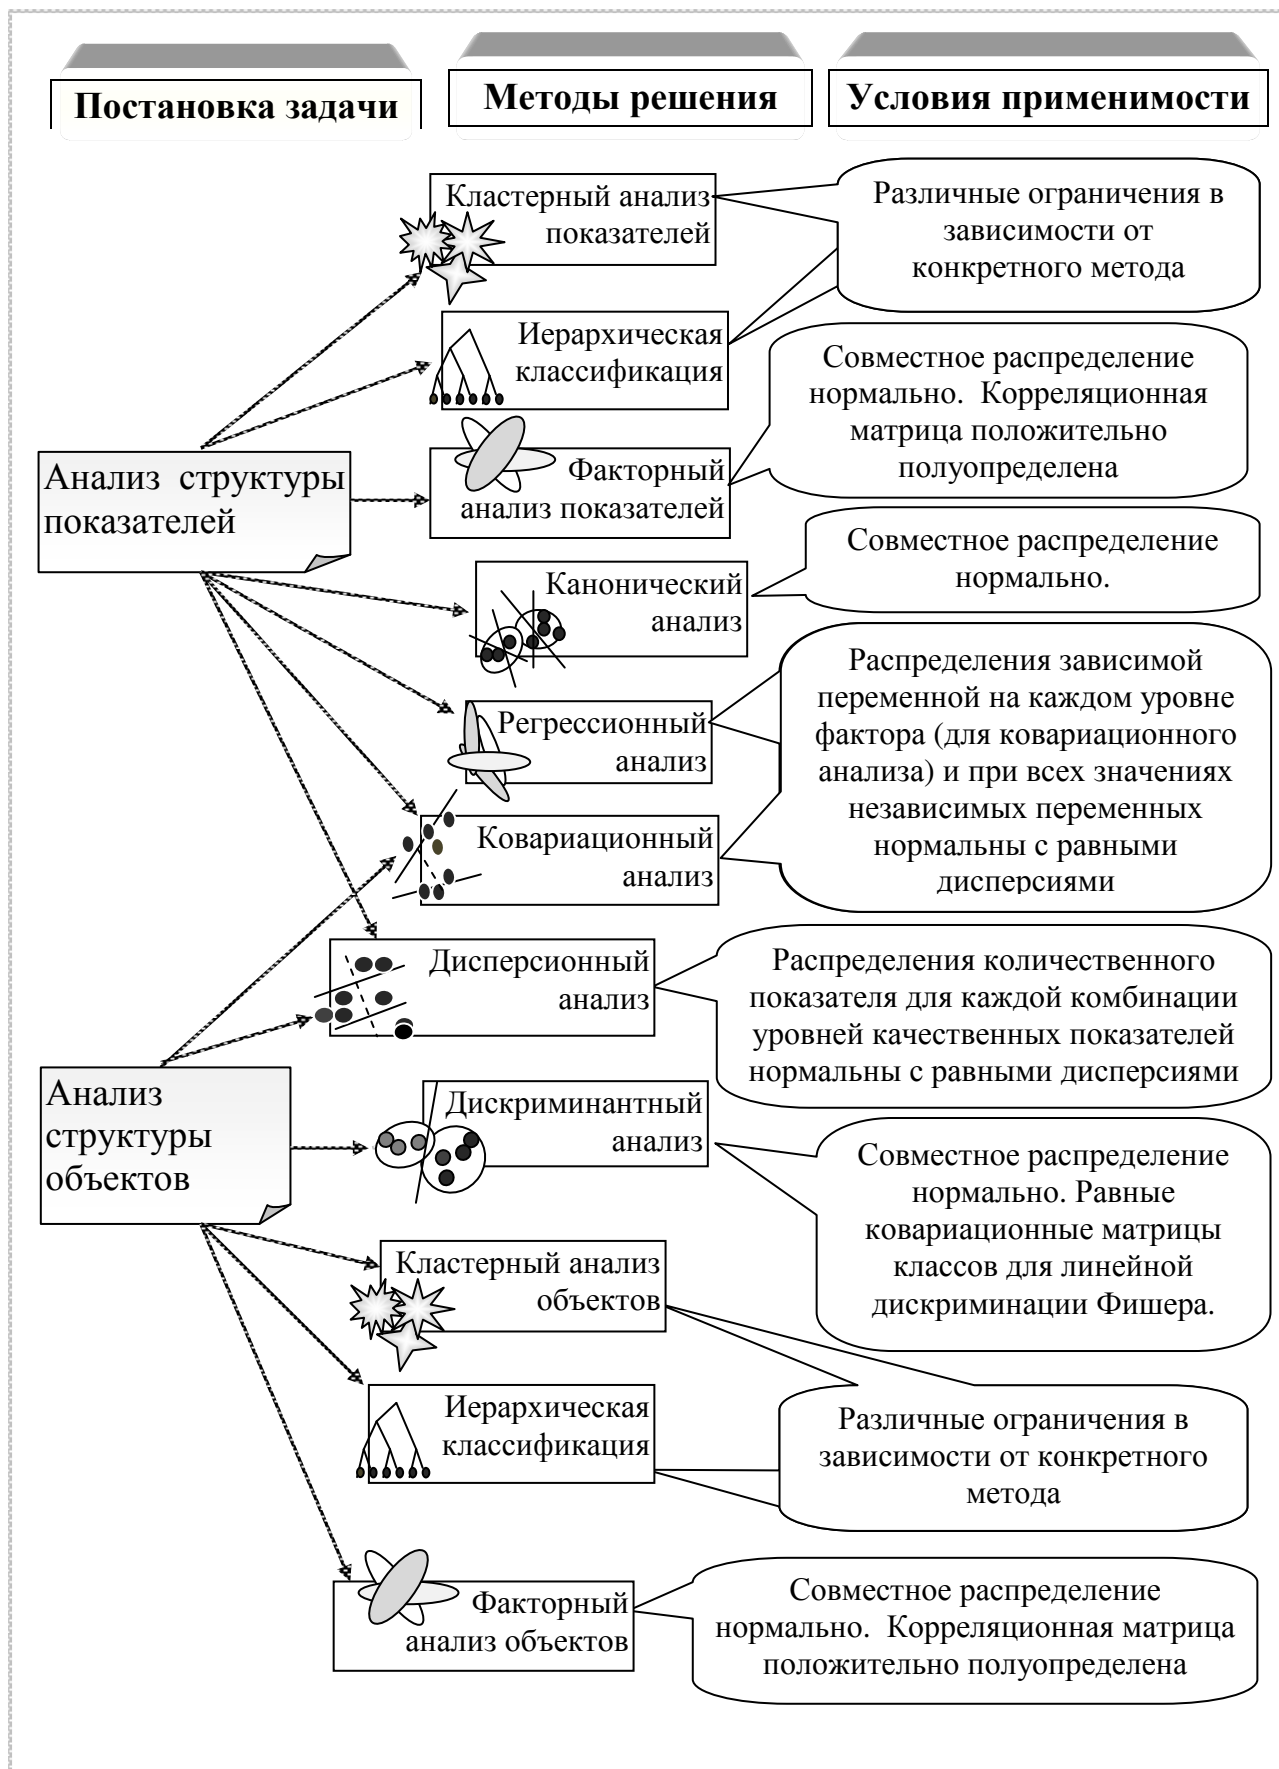 Постановка задачи
Методы решения
Условия применимости
Кластерный анализ
показателей
Различные ограничения в
зависимости от
конкретного метода
Иерархическая
классификация
Совместное распределение
нормально. Корреляционная
матрица положительно
полуопределена
Анализ структуры
показателей
Факторный
анализ показателей
Совместное распределение
нормально.
Канонический
анализ
Распределения зависимой
переменной на каждом уровне
фактора (для ковариационного
анализа) и при всех значениях
независимых переменных
нормальны с равными
дисперсиями
Регрессионный
анализ
Ковариационный
анализ
Дисперсионный
анализ
Распределения количественного
показателя для каждой комбинации
уровней качественных показателей
нормальны с равными дисперсиями
Анализ
структуры
объектов
Дискриминантный
анализ
Совместное распределение
нормально. Равные
ковариационные матрицы
классов для линейной
дискриминации Фишера.
Кластерный анализ
объектов
Иерархическая
классификация
Различные ограничения в
зависимости от конкретного
метода
Факторный
анализ объектов
Совместное распределение
нормально. Корреляционная матрица
положительно полуопределена